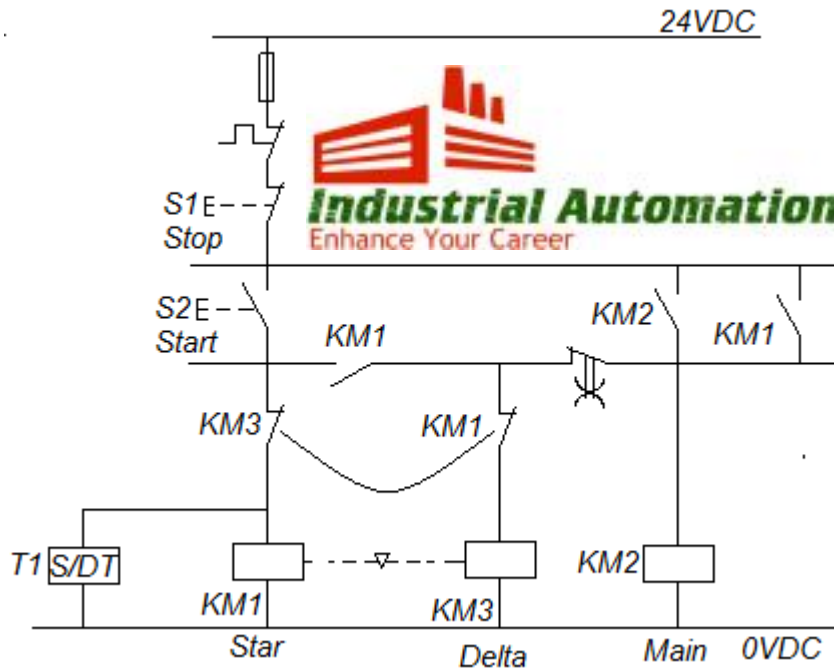 24VDC
Industrial Automation
Enhance Your Career
S1
Stop
S2
Start
KM1
KM2
KM1
KM3
KM1
T1 S/DT
KM2
KM1
KM3
Star
Delta
Main
0VDC